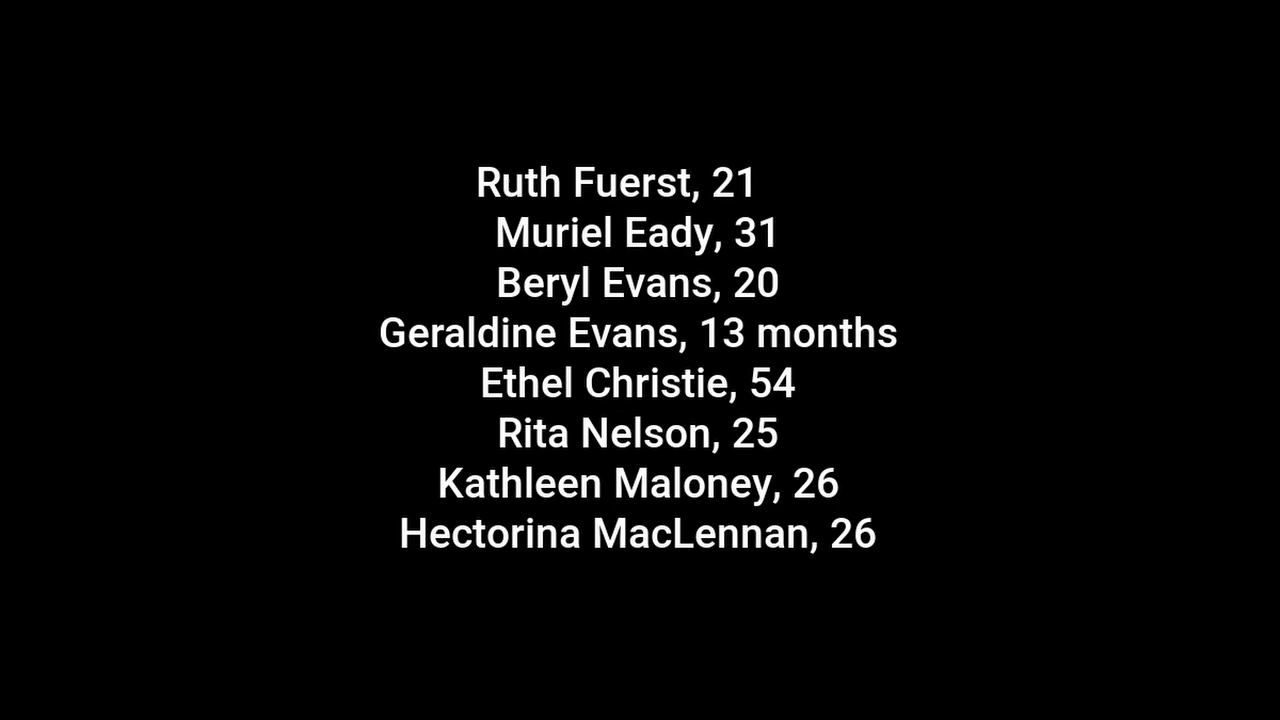 Ruth Fuerst, 21
Muriel Eady, 31
Beryl Evans, 20
Geraldine Evans, 13 months
Ethel Christie, 54
Rita Nelson, 25
Kathleen Maloney, 26
Hectorina MacLennan, 26